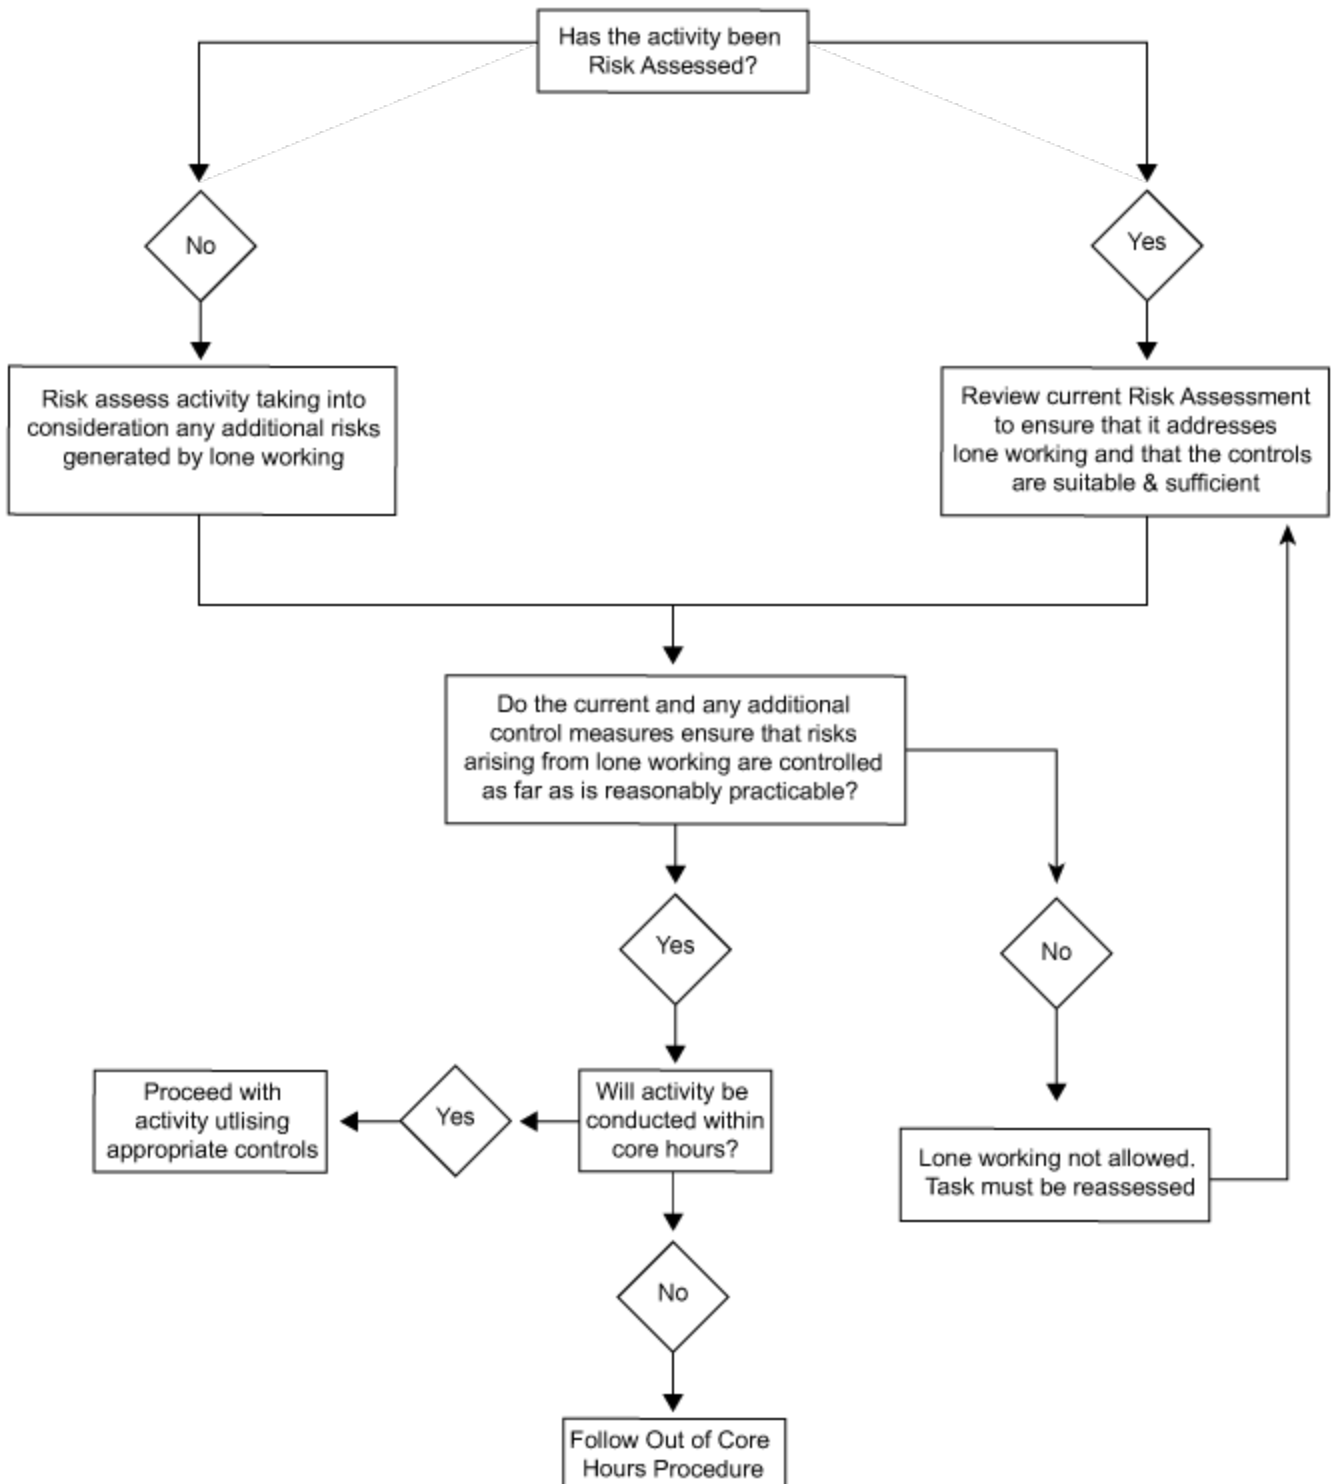 Has the activity been
Risk Assessed?
No
Yes
Risk assess activity taking into
consideration any additional risks
generated by lone working
Review current Risk Assessment
to ensure that it addresses
lone working and that the controls
are suitable & sufficient
Do the current and any additional
control measures ensure that risks
arising from lone working are controlled
as far as is reasonably practicable?
Yes
No
Proceed with
activity utlising
appropriate controls
Yes
Will activity be
conducted within
core hours?
Lone working not allowed.
Task must be reassessed
No
Follow Out of Core
Hours Procedure